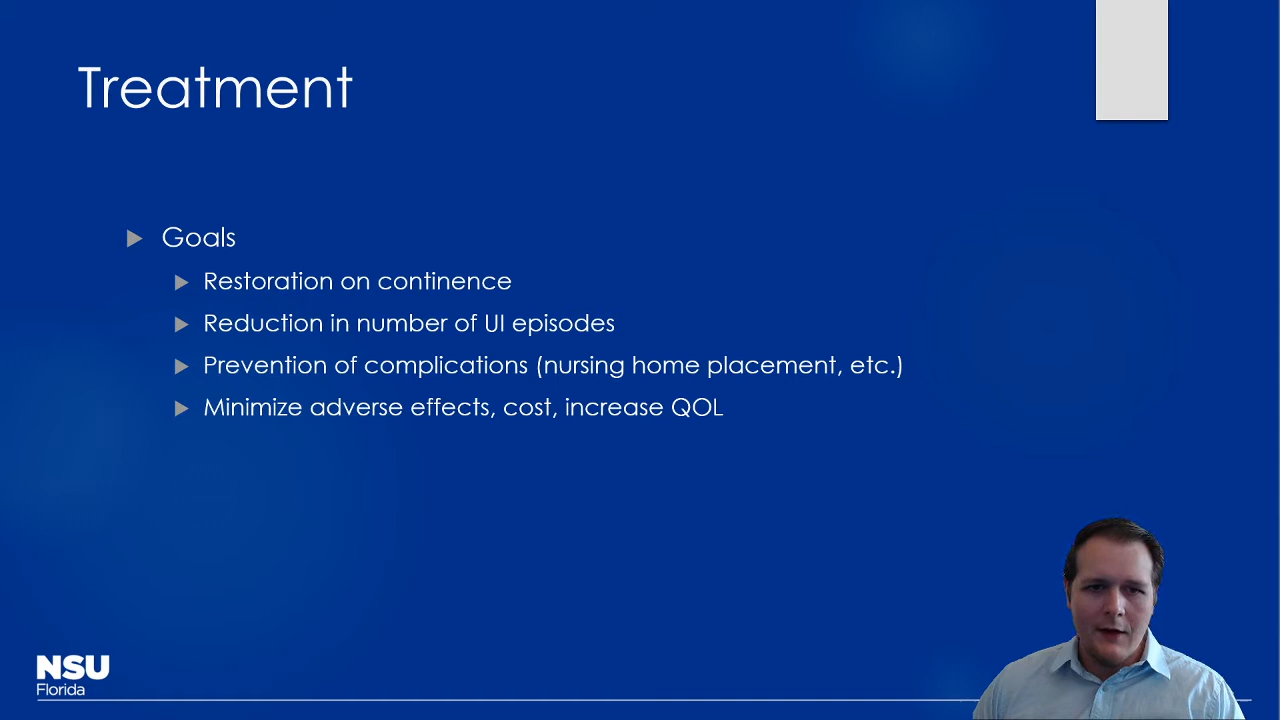 Treatment
Goals
Restoration on continence
Reduction in number of UI episodes
Prevention of complications (nursing home placement, etc.)
Minimize adverse effects, cost, increase QOL
NSU
Florida